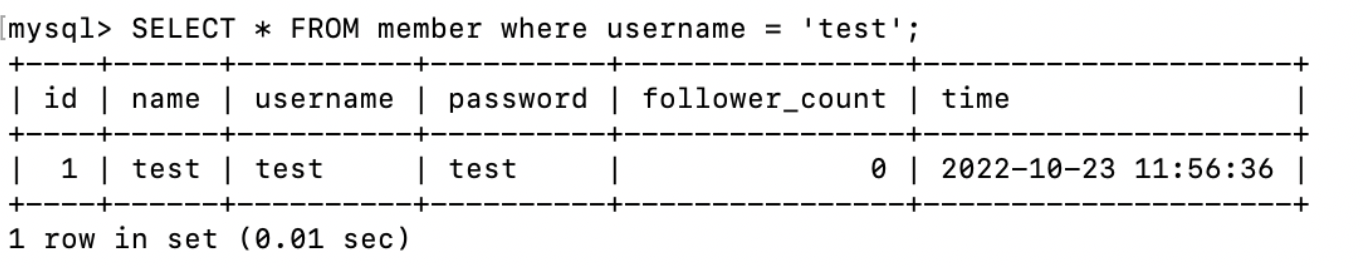 [mysql> SELECT * FROM member where username = 'test';
+----+------+----------+----------+----------------+---------------------+
| id | name | username | password | follower_count | time                |
+----+------+----------+----------+----------------+---------------------+
|  1 | test | test     | test     |              0 | 2022-10-23 11:56:36 |
+----+------+----------+----------+----------------+---------------------+
1 row in set (0.01 sec)